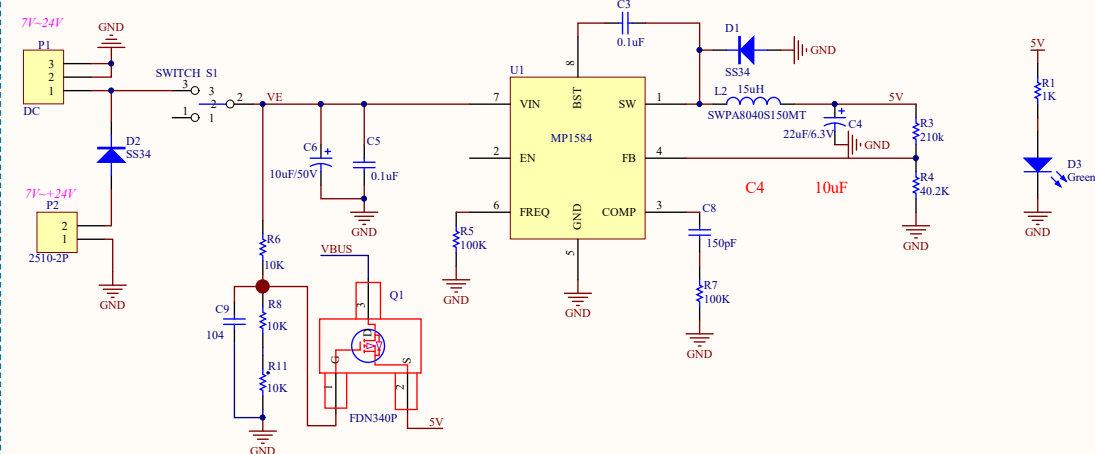 7V~24V
P1
3
2
1
DC
GND
SWITCH S1
3
3
2
2
1
1
VE
D2
SS34
7V~+24V
P2
2
1
2510-2P
GND
C6
10uF/50V
C5
0.1uF
GND
R6
10K
C9
104
R8
10K
R11
10K
GND
VBUS
Q1
3
D
G
S
1
2
FDN340P
5V
U1
MP1584
7
VIN
2
EN
6
FREQ
8
BST
1
SW
4
FB
3
COMP
5
GND
GND
R5
100K
GND
C3
0.1uF
D1
SS34
GND
L2
15uH
SWPA8040S150MT
5V
C4
22uF/6.3V
GND
R3
210k
R4
40.2K
GND
C4 10uF
C8
150pF
R7
100K
GND
5V
R1
1K
D3
Green
GND